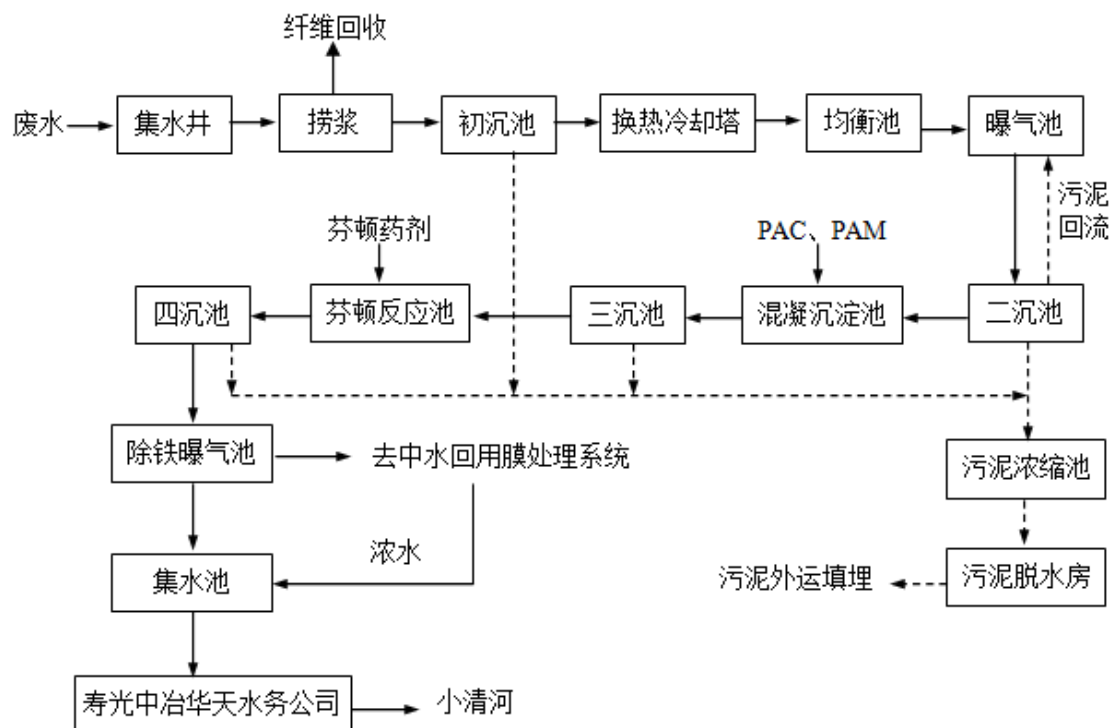 纤维回收
废水
集水井
捞浆
初沉池
换热冷却塔
均衡池
曝气池
污泥
回流
芬顿药剂
PAC、PAM
四沉池
芬顿反应池
三沉池
混凝沉淀池
二沉池
除铁曝气池
去中水回用膜处理系统
污泥浓缩池
浓水
集水池
污泥外运填埋
污泥脱水房
寿光中冶华天水务公司
小清河